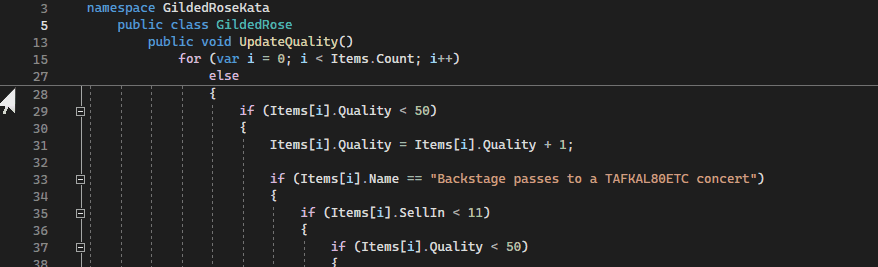 3 namespace GildedRoseKata
5 public class GildedRose
13 public void UpdateQuality()
15 for (var i = 0; i < Items.Count; i++)
27 else
28 {
29 if (Items[i].Quality < 50)
30 {
31 Items[i].Quality = Items[i].Quality + 1;
32
33 if (Items[i].Name == "Backstage passes to a TAFKAL80ETC concert")
34 {
35 if (Items[i].SellIn < 11)
36 {
37 if (Items[i].Quality < 50)
38 {